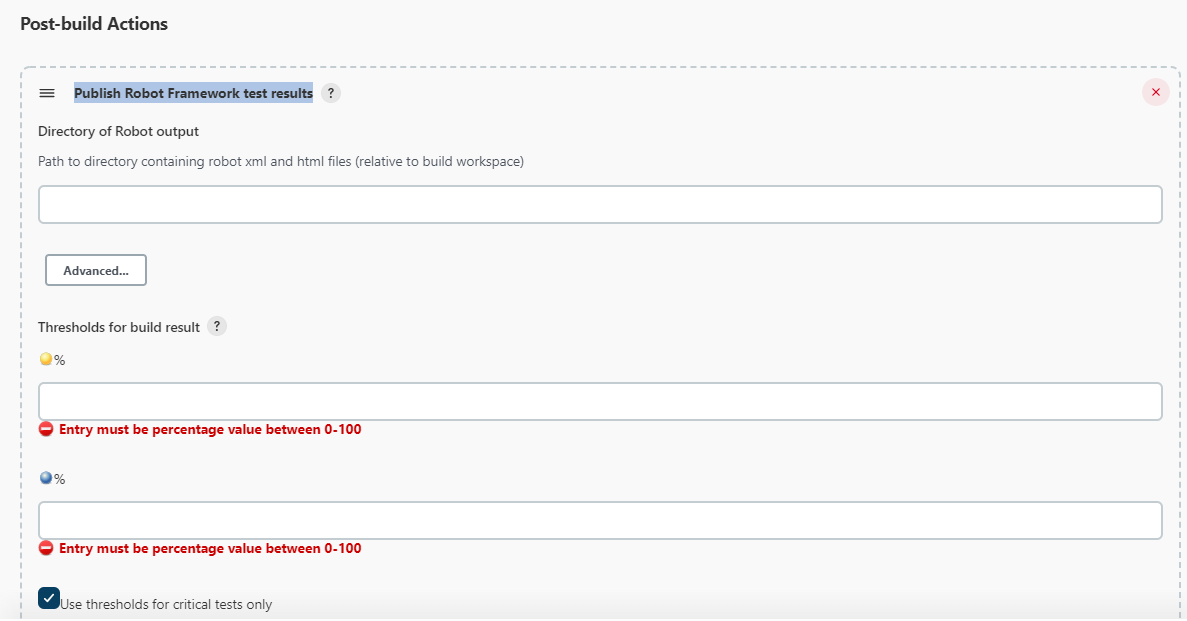 Post-build Actions
Publish Robot Framework test results ?
Directory of Robot output
Path to directory containing robot xml and html files (relative to build workspace)
Advanced...
Thresholds for build result ?
%
Entry must be percentage value between 0-100
%
Entry must be percentage value between 0-100
Use thresholds for critical tests only